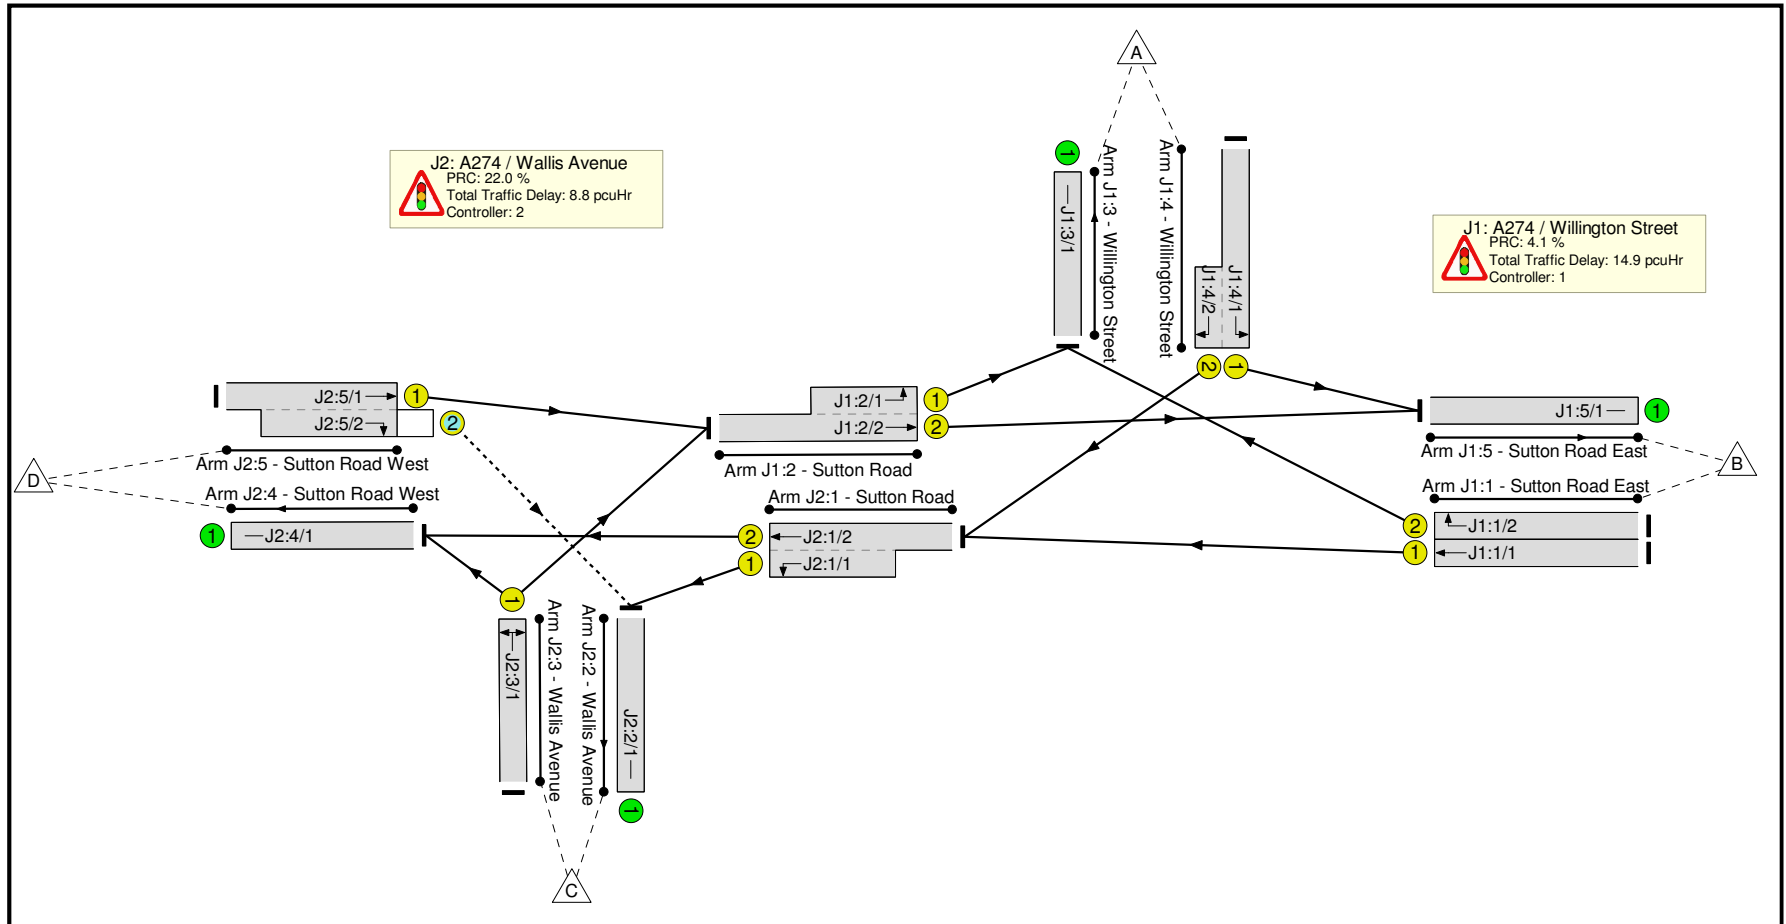 A
J2: A274 / Wallis Avenue
PRC: 22.0 %
Total Traffic Delay: 8.8 pcuHr
Controller: 2
1
J1:3/1
Arm J1:3 - Willington Street
Arm J1:4 - Willington Street
J1:4/2
J1:4/1
2
1
J1: A274 / Willington Street
PRC: 4.1 %
Total Traffic Delay: 14.9 pcuHr
Controller: 1
J2:5/1
1
J2:5/2
2
Arm J2:5 - Sutton Road West
J1:2/1
1
J1:2/2
2
Arm J1:2 - Sutton Road
J1:5/1
1
Arm J1:5 - Sutton Road East
D
B
Arm J2:4 - Sutton Road West
1
J2:4/1
Arm J2:1 - Sutton Road
2
J2:1/2
1
J2:1/1
Arm J1:1 - Sutton Road East
2
J1:1/2
1
J1:1/1
1
J2:3/1
Arm J2:3 - Wallis Avenue
Arm J2:2 - Wallis Avenue
J2:2/1
1
C